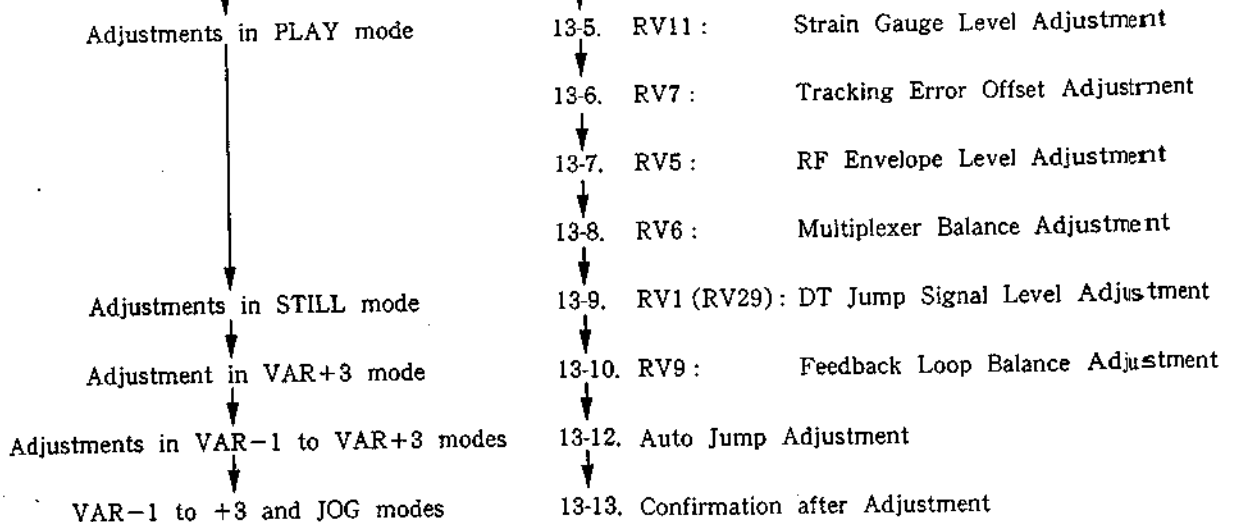 Adjustments in PLAY mode 13-5. RV11 : Strain Gauge Level Adjustment
13-6. RV7 : Tracking Error Offset Adjustment
13-7. RV5 : RF Envelope Level Adjustment
13-8. RV6 : Multiplexer Balance Adjustment
Adjustments in STILL mode 13-9. RV1 (RV29) : DT Jump Signal Level Adjustment
Adjustment in VAR+3 mode 13-10. RV9 : Feedback Loop Balance Adjustment
Adjustments in VAR−1 to VAR+3 modes 13-12. Auto Jump Adjustment
VAR−1 to +3 and JOG modes 13-13. Confirmation after Adjustment